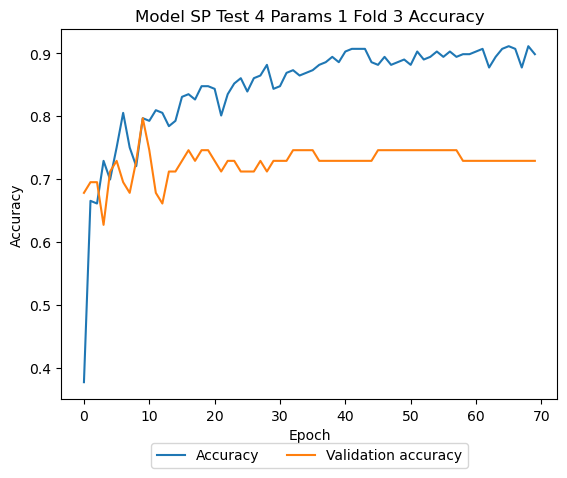 Model SP Test 4 Params 1 Fold 3 Accuracy
0.9
0.8
0.7
0.6
0.5
0.4
Accuracy
0 10 20 30 40 50 60 70
Epoch
Accuracy Validation accuracy